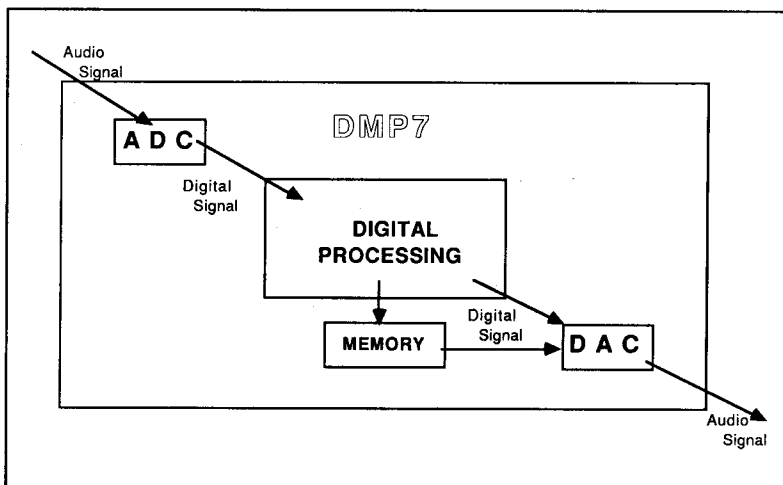 Audio
Signal
DMP7
A D C
Digital
Signal
DIGITAL
PROCESSING
Digital
Signal
MEMORY
D A C
Audio
Signal